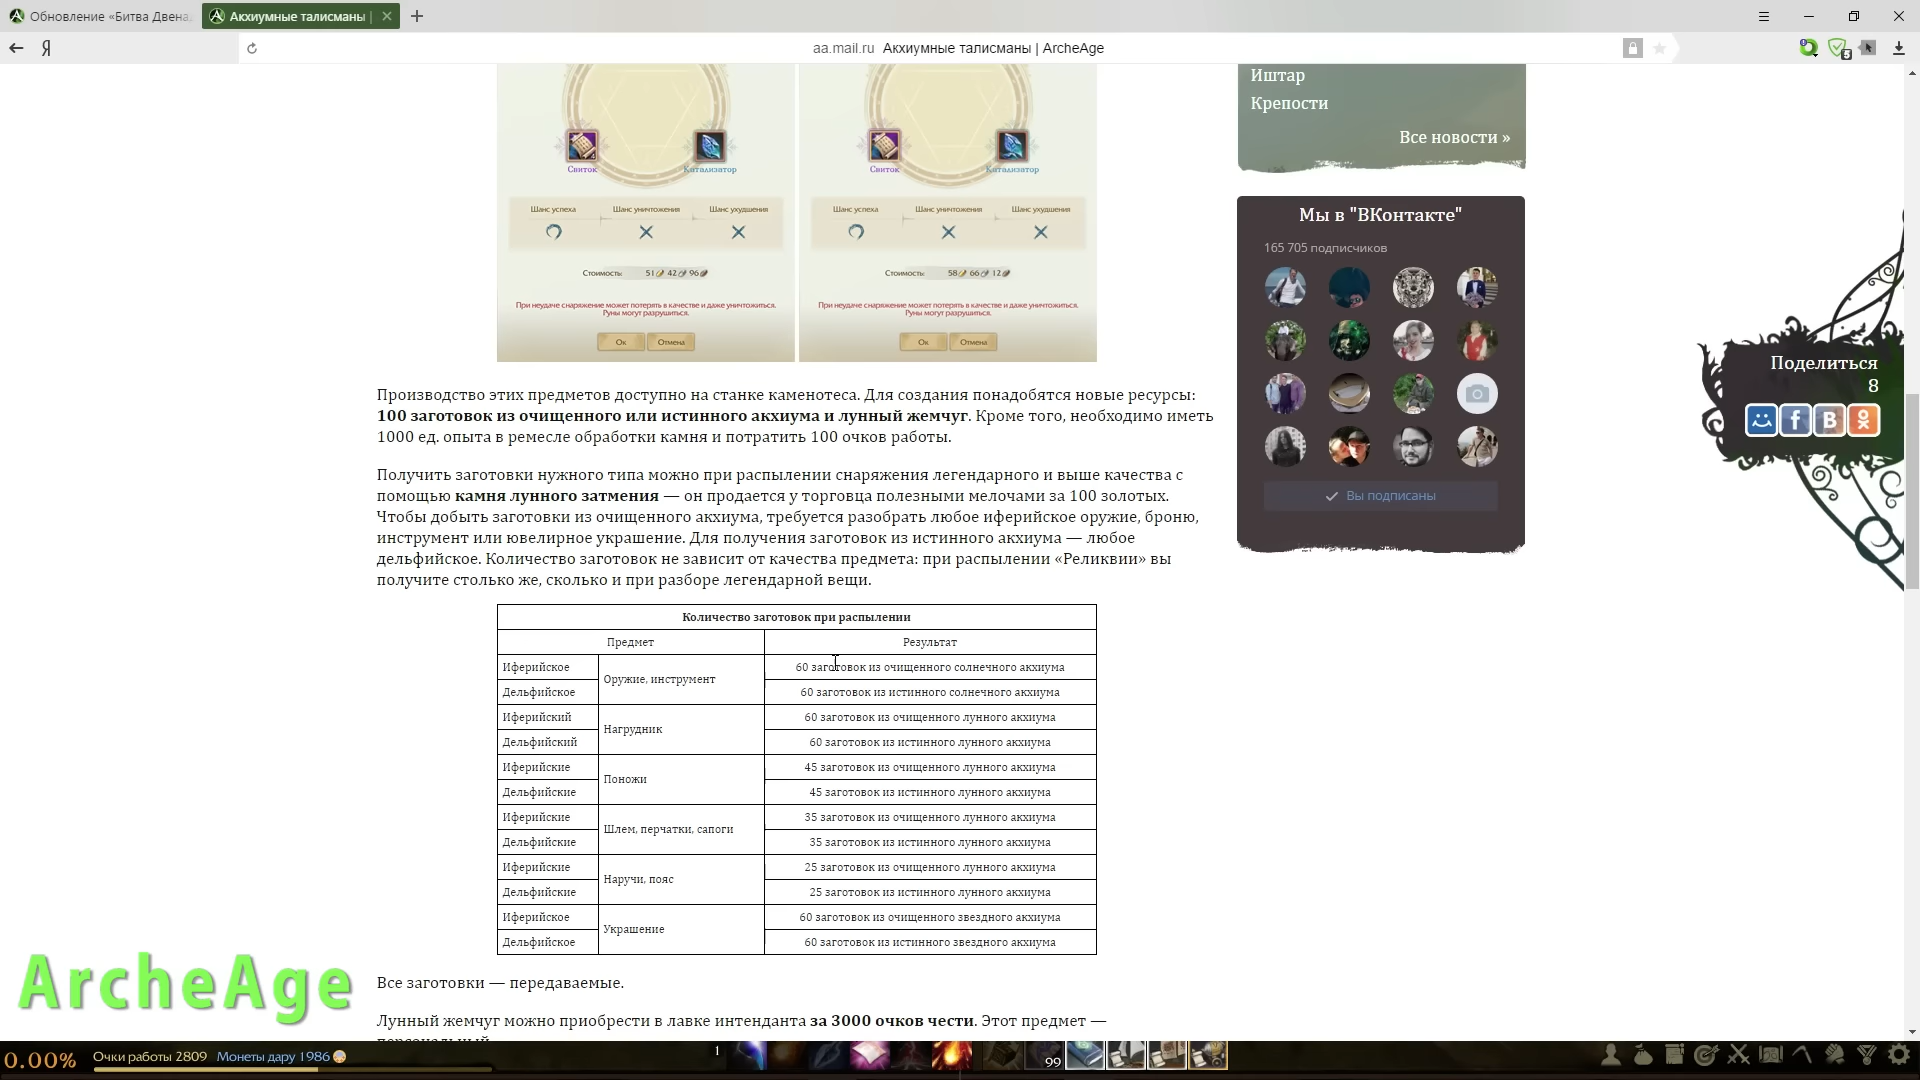 Обновление «Битва Двена
Акхиумные талисманы |
aa.mail.ru Акхиумные талисманы | ArcheAge
Свиток Катализатор
Шанс успеха Шанс уничтожения Шанс ухудшения
Стоимость: 51 42 96
При неудаче снаряжение может потерять в качестве и даже уничтожиться.
Руны могут разрушиться.
Ок Отмена
Свиток Катализатор
Шанс успеха Шанс уничтожения Шанс ухудшения
Стоимость: 58 66 12
При неудаче снаряжение может потерять в качестве и даже уничтожиться.
Руны могут разрушиться.
Ок Отмена
Производство этих предметов доступно на станке каменотеса. Для создания понадобятся новые ресурсы:
100 заготовок из очищенного или истинного акхиума и лунный жемчуг. Кроме того, необходимо иметь
1000 ед. опыта в ремесле обработки камня и потратить 100 очков работы.
Получить заготовки нужного типа можно при распылении снаряжения легендарного и выше качества с
помощью камня лунного затмения — он продается у торговца полезными мелочами за 100 золотых.
Чтобы добыть заготовки из очищенного акхиума, требуется разобрать любое иферийское оружие, броню,
инструмент или ювелирное украшение. Для получения заготовок из истинного акхиума — любое
дельфийское. Количество заготовок не зависит от качества предмета: при распылении «Реликвии» вы
получите столько же, сколько и при разборе легендарной вещи.
Количество заготовок при распылении
Предмет Результат
Иферийское Оружие, инструмент 60 заготовок из очищенного солнечного акхиума
Дельфийское 60 заготовок из истинного солнечного акхиума
Иферийский Нагрудник 60 заготовок из очищенного лунного акхиума
Дельфийский 60 заготовок из истинного лунного акхиума
Иферийские Поножи 45 заготовок из очищенного лунного акхиума
Дельфийские 45 заготовок из истинного лунного акхиума
Иферийские Шлем, перчатки, сапоги 35 заготовок из очищенного лунного акхиума
Дельфийские 35 заготовок из истинного лунного акхиума
Иферийские Наручи, пояс 25 заготовок из очищенного лунного акхиума
Дельфийские 25 заготовок из истинного лунного акхиума
Иферийское Украшение 60 заготовок из очищенного звездного акхиума
Дельфийское 60 заготовок из истинного звездного акхиума
Все заготовки — передаваемые.
Лунный жемчуг можно приобрести в лавке интенданта за 3000 очков чести. Этот предмет —
Иштар
Крепости
Все новости »
Мы в "ВКонтакте"
165 705 подписчиков
Вы подписаны
Поделиться
8
ArcheAge
0.00% Очки работы 2809 Монеты дару 1986
1
99